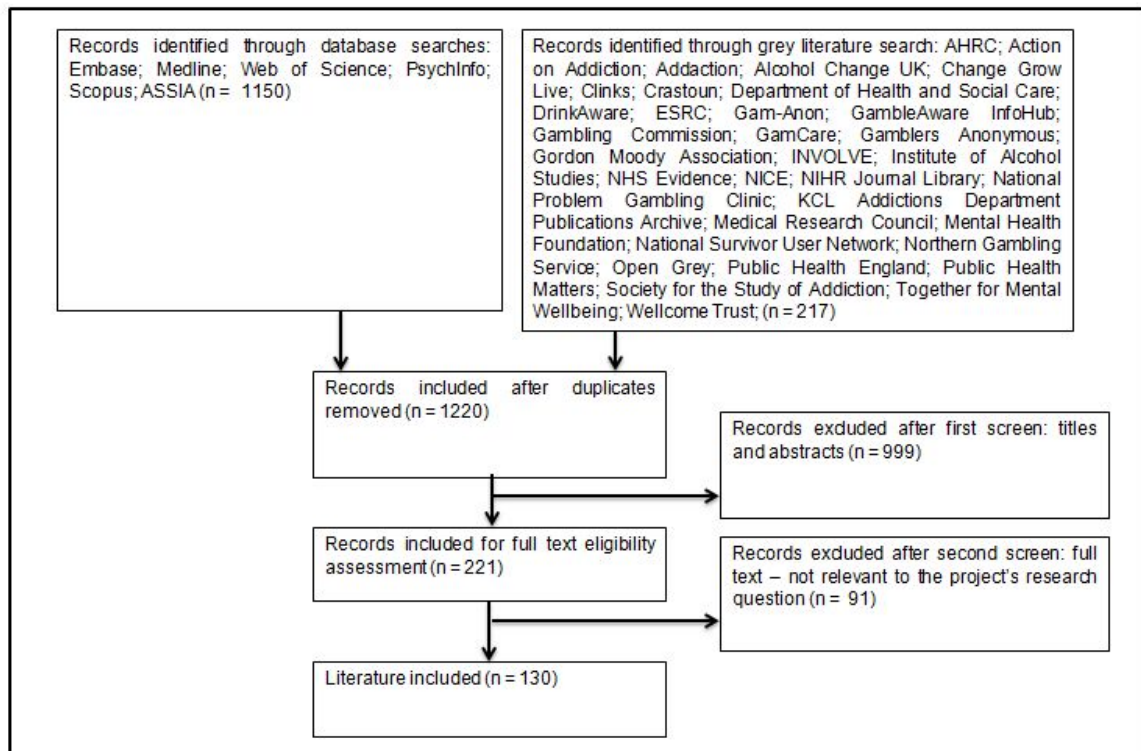 Records identified through database searches:
Embase; Medline; Web of Science; PsychInfo;
Scopus; ASSIA (n = 1150)
Records identified through grey literature search: AHRC; Action
on Addiction; Addaction; Alcohol Change UK; Change Grow
Live; Clinks; Crastoun; Department of Health and Social Care;
DrinkAware; ESRC; Gam-Anon; GambleAware InfoHub;
Gambling Commission; GamCare; Gamblers Anonymous;
Gordon Moody Association; INVOLVE; Institute of Alcohol
Studies; NHS Evidence; NICE; NIHR Journal Library; National
Problem Gambling Clinic; KCL Addictions Department
Publications Archive; Medical Research Council; Mental Health
Foundation; National Survivor User Network; Northern Gambling
Service; Open Grey; Public Health England; Public Health
Matters; Society for the Study of Addiction; Together for Mental
Wellbeing; Wellcome Trust; (n = 217)
Records included after duplicates
removed (n = 1220)
Records excluded after first screen: titles
and abstracts (n = 999)
Records included for full text eligibility
assessment (n = 221)
Records excluded after second screen: full
text – not relevant to the project's research
question (n = 91)
Literature included (n = 130)